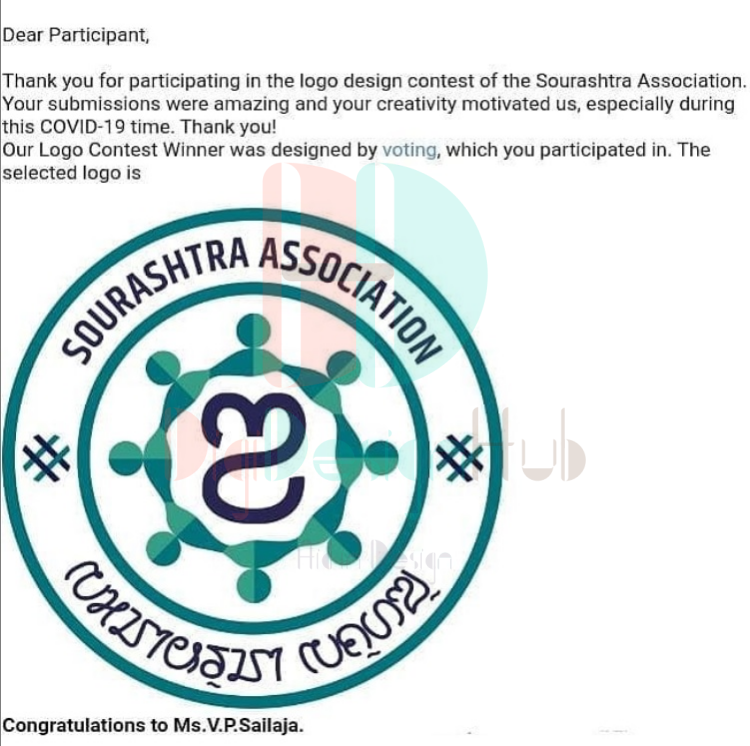 Dear Participant,
Thank you for participating in the logo design contest of the Sourashtra Association.
Your submissions were amazing and your creativity motivated us, especially during
this COVID-19 time. Thank you!
Our Logo Contest Winner was designed by voting, which you participated in. The
selected logo is
SOURASHTRA ASSOCIATION
DigiDesignHub
Design
Congratulations to Ms.V.P.Sailaja.